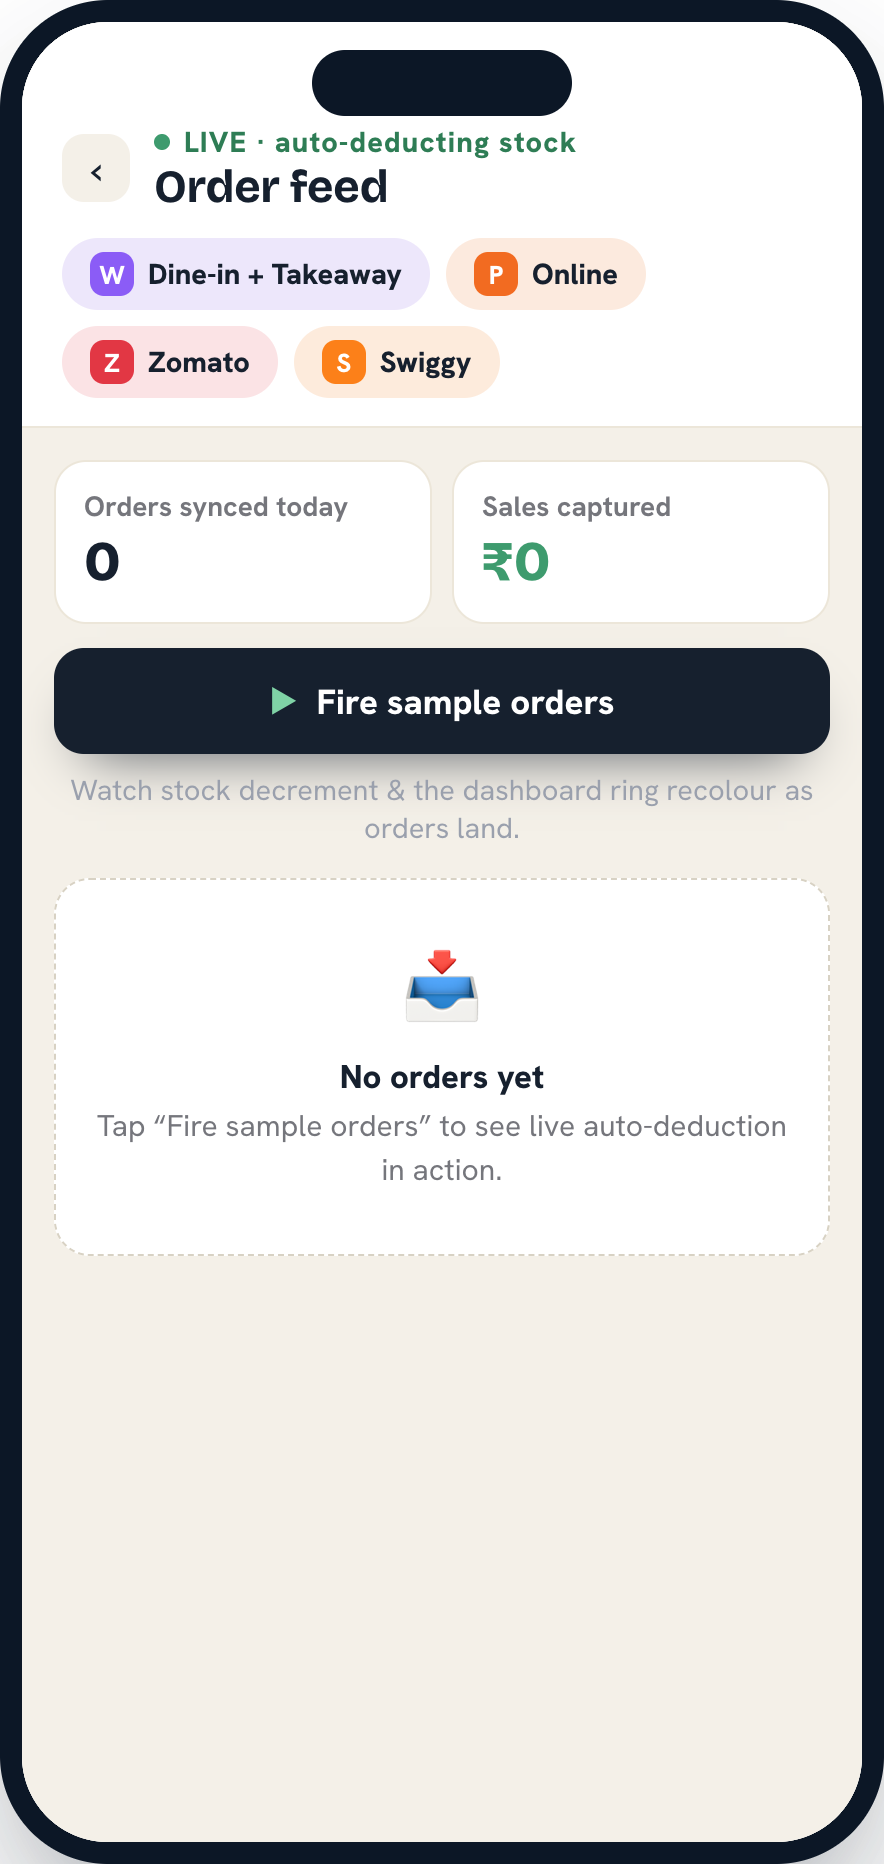 LIVE · auto-deducting stock
‹
Order feed
W Dine-in + Takeaway
P Online
Z Zomato
S Swiggy
Orders synced today
0
Sales captured
₹0
▶ Fire sample orders
Watch stock decrement & the dashboard ring recolour as
orders land.
No orders yet
Tap “Fire sample orders” to see live auto-deduction
in action.